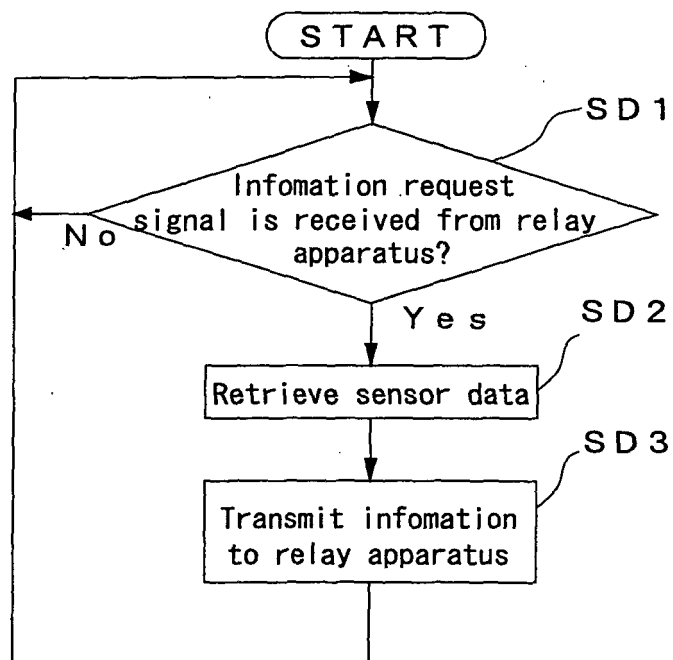 START
SD1
Infomation request
signal is received from relay
apparatus?
No
Yes
SD2
Retrieve sensor data
SD3
Transmit infomation
to relay apparatus